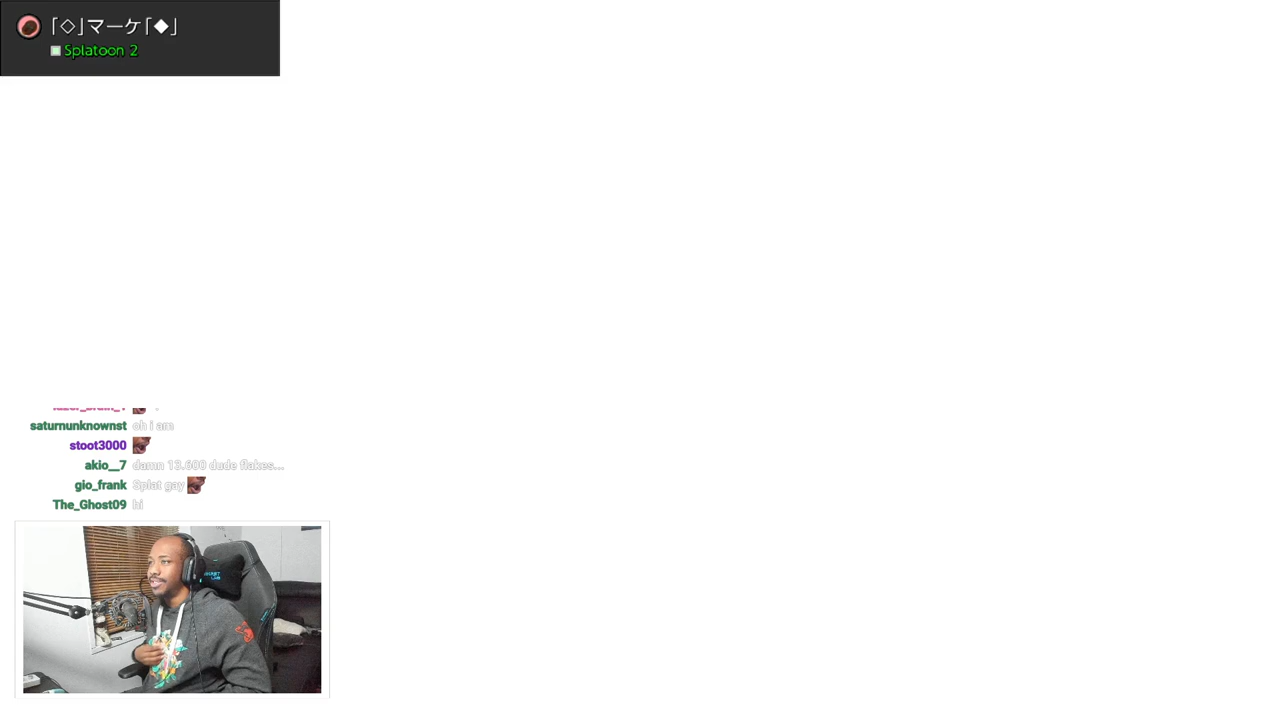 「◇」マーケ「◆」
Splatoon 2
saturnunknownst oh i am
stoot3000
akio__7 damn 13.600 dude flakes...
gio_frank Splat gay
The_Ghost09 hi